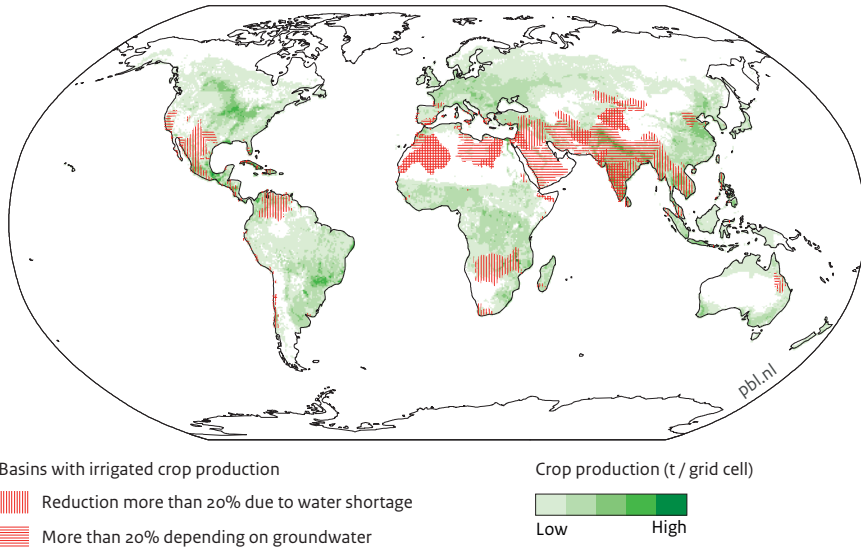 pbl.nl
Basins with irrigated crop production
Reduction more than 20% due to water shortage
More than 20% depending on groundwater
Crop production (t / grid cell)
Low High